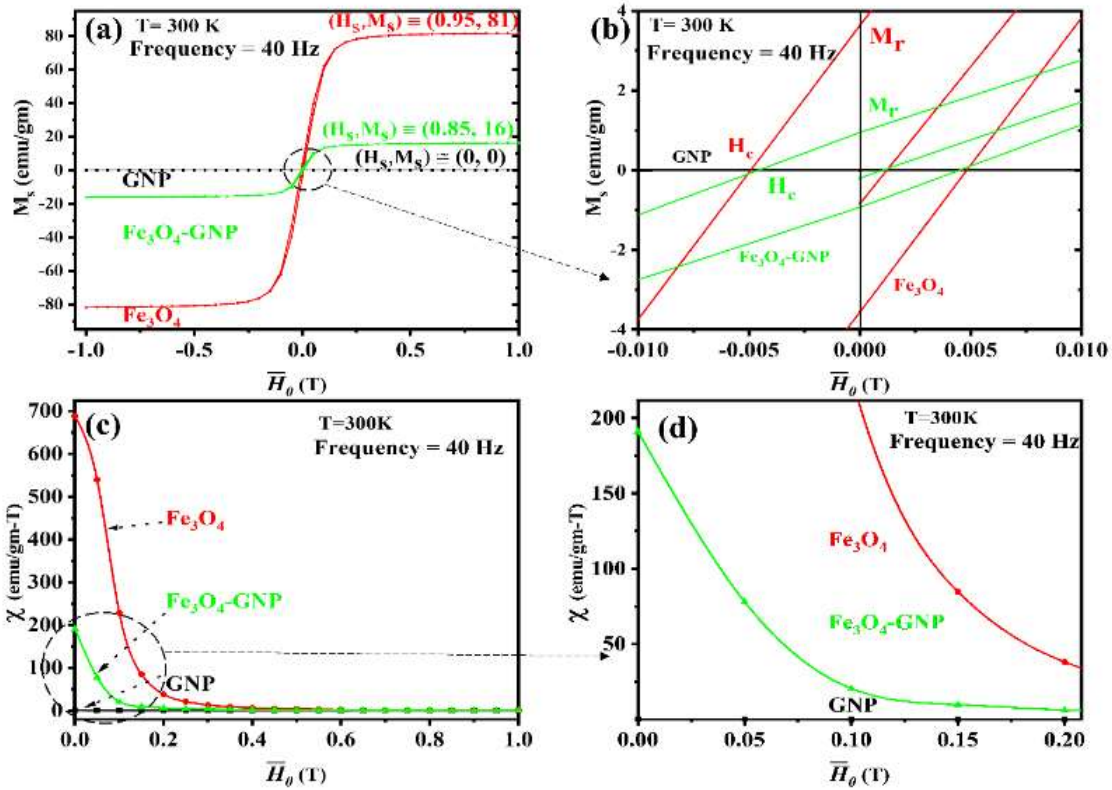 (a)
T = 300 K
Frequency = 40 Hz
(H_s, M_s) ≡ (0.95, 81)
(H_s, M_s) ≡ (0.85, 16)
(H_s, M_s) = (0, 0)
GNP
Fe₃O₄-GNP
Fe₃O₄
M_s (emu/gm)
80
60
40
20
0
-20
-40
-60
-80
-1.0
-0.5
0.0
0.5
1.0
H̅₀ (T)
(b)
T = 300 K
Frequency = 40 Hz
M_r
M_r
GNP
H_c
H_c
Fe₃O₄-GNP
Fe₃O₄
M_s (emu/gm)
4
2
0
-2
-4
-0.010
-0.005
0.000
0.005
0.010
H̅₀ (T)
(c)
T=300K
Frequency = 40 Hz
Fe₃O₄
Fe₃O₄-GNP
GNP
χ (emu/gm-T)
700
600
500
400
300
200
100
0
0.0
0.2
0.4
0.6
0.8
1.0
H̅₀ (T)
(d)
T=300K
Frequency = 40 Hz
Fe₃O₄
Fe₃O₄-GNP
GNP
χ (emu/gm-T)
200
150
100
50
0.00
0.05
0.10
0.15
0.20
H̅₀ (T)